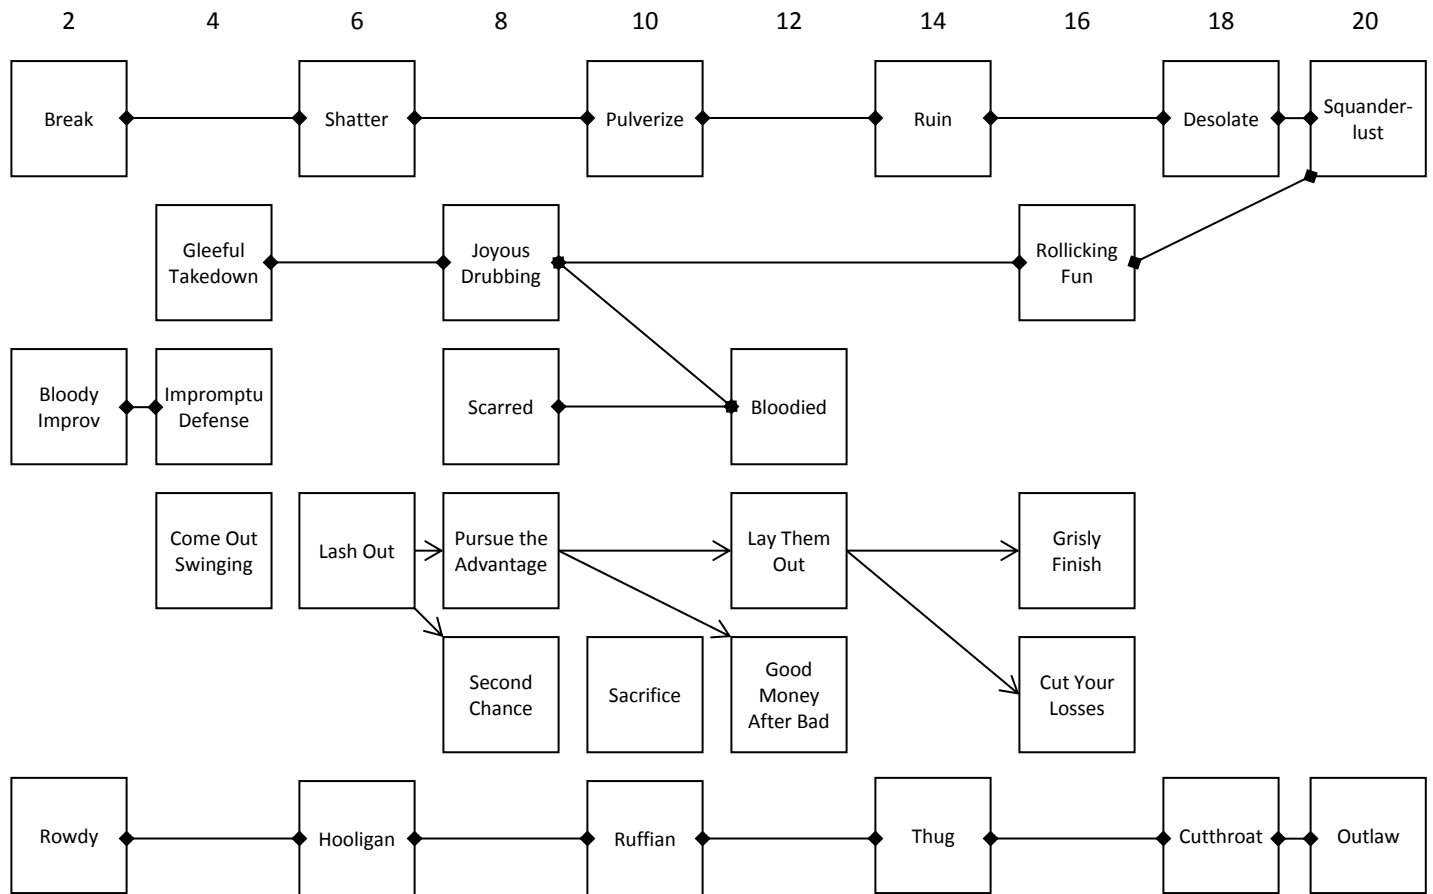 2 4 6 8 10 12 14 16 18 20
Break Shatter Pulverize Ruin Desolate Squander-
lust
Gleeful
Takedown
Joyous
Drubbing
Rollicking
Fun
Bloody
Improv
Impromptu
Defense
Scarred
Bloodied
Come Out
Swinging
Lash Out
Pursue the
Advantage
Lay Them
Out
Grisly
Finish
Second
Chance
Sacrifice
Good
Money
After Bad
Cut Your
Losses
Rowdy Hooligan Ruffian Thug Cutthroat Outlaw